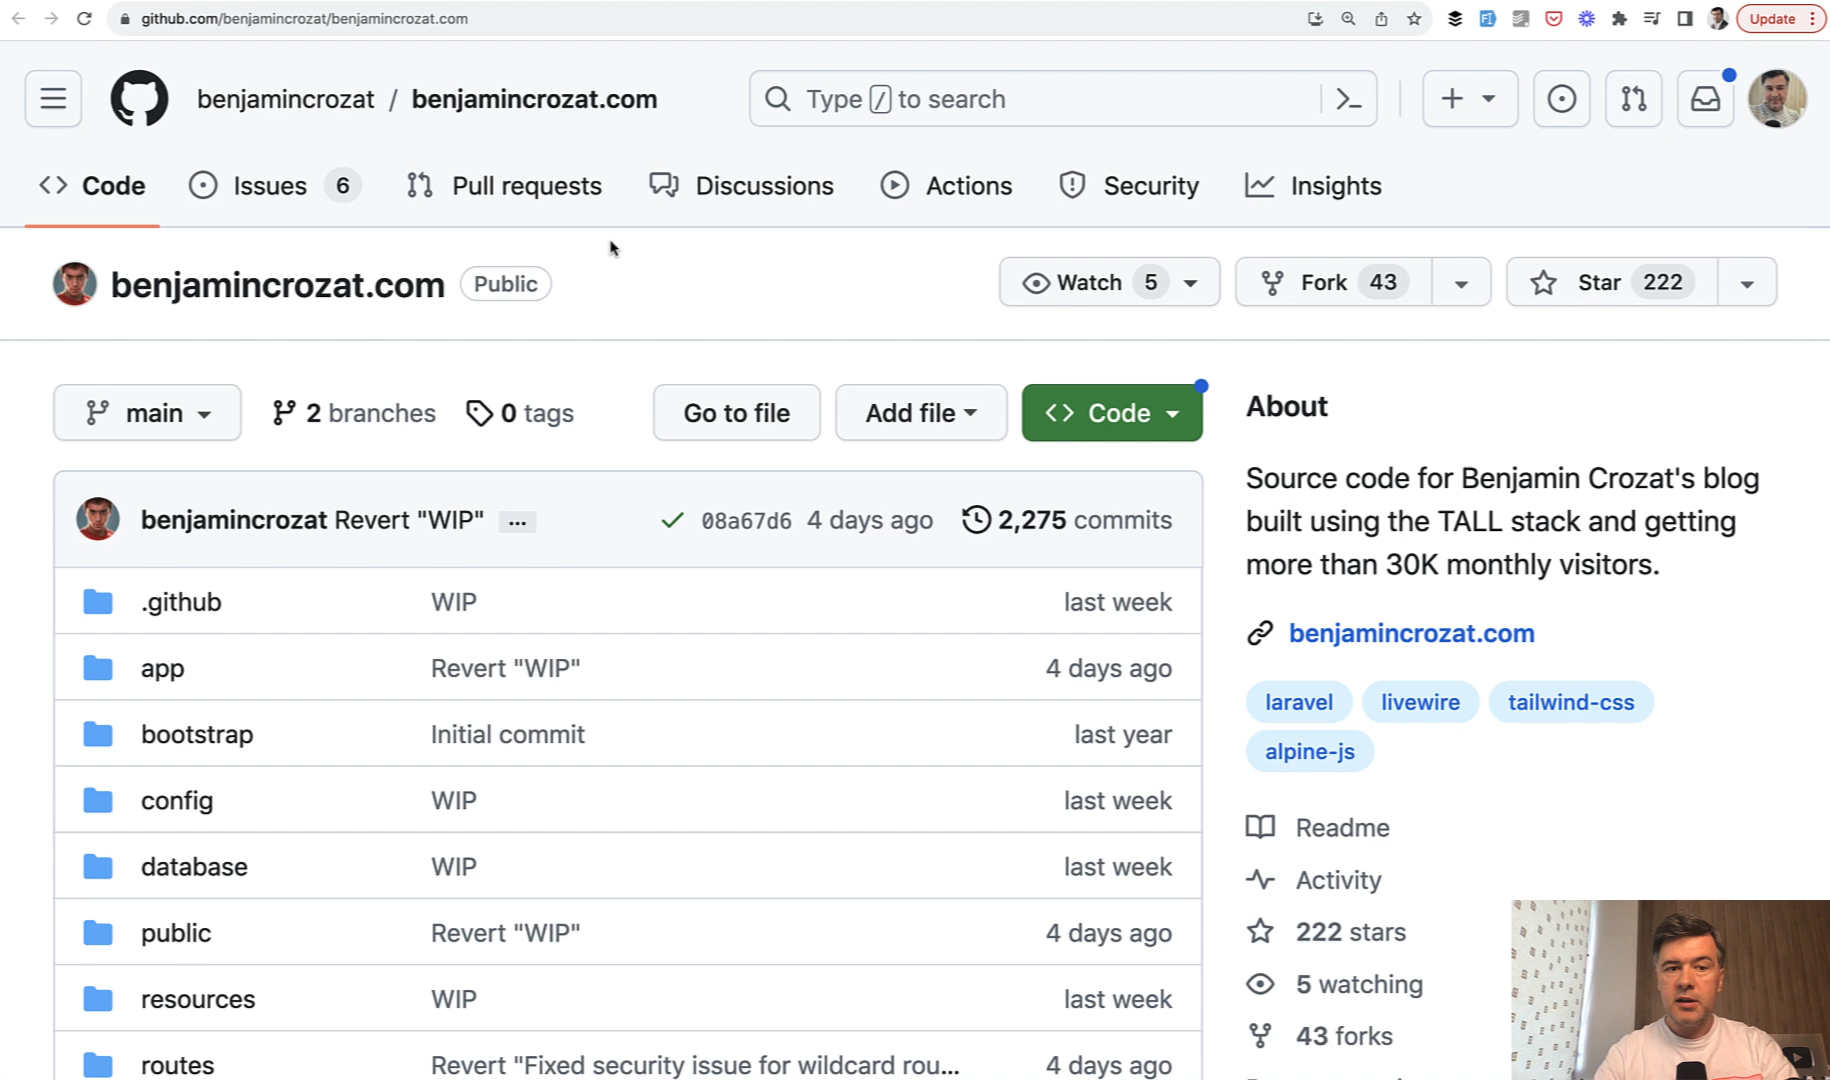 github.com/benjamincrozat/benjamincrozat.com
Update
benjamincrozat / benjamincrozat.com
Type / to search
Code
Issues 6
Pull requests
Discussions
Actions
Security
Insights
benjamincrozat.com Public
Watch 5
Fork 43
Star 222
main
2 branches
0 tags
Go to file
Add file
Code
benjamincrozat Revert "WIP" ... 08a67d6 4 days ago 2,275 commits
.github WIP last week
app Revert "WIP" 4 days ago
bootstrap Initial commit last year
config WIP last week
database WIP last week
public Revert "WIP" 4 days ago
resources WIP last week
routes Revert "Fixed security issue for wildcard rou... 4 days ago
About
Source code for Benjamin Crozat's blog
built using the TALL stack and getting
more than 30K monthly visitors.
benjamincrozat.com
laravel livewire tailwind-css
alpine-js
Readme
Activity
222 stars
5 watching
43 forks